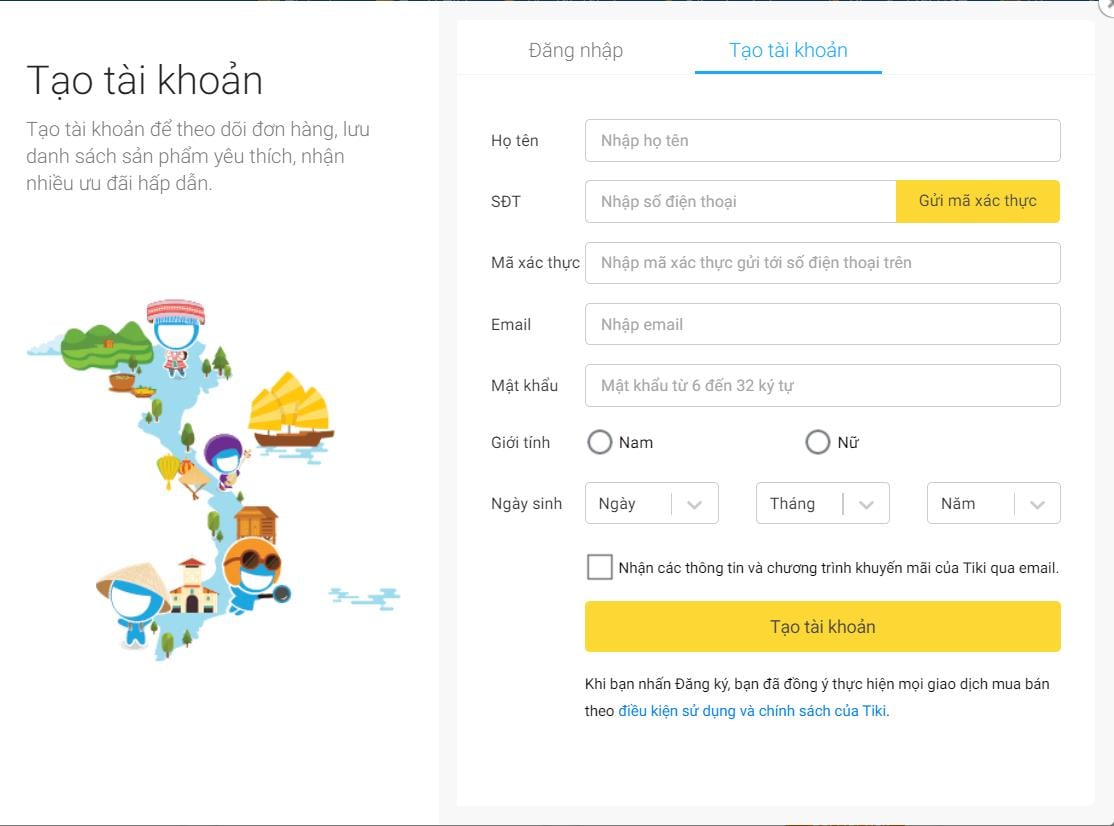 Tạo tài khoản
Tạo tài khoản để theo dõi đơn hàng, lưu
danh sách sản phẩm yêu thích, nhận
nhiều ưu đãi hấp dẫn.
Đăng nhập
Tạo tài khoản
Họ tên
Nhập họ tên
SĐT
Nhập số điện thoại
Gửi mã xác thực
Mã xác thực
Nhập mã xác thực gửi tới số điện thoại trên
Email
Nhập email
Mật khẩu
Mật khẩu từ 6 đến 32 ký tự
Giới tính
Nam
Nữ
Ngày sinh
Ngày
Tháng
Năm
Nhận các thông tin và chương trình khuyến mãi của Tiki qua email.
Tạo tài khoản
Khi bạn nhấn Đăng ký, bạn đã đồng ý thực hiện mọi giao dịch mua bán
theo điều kiện sử dụng và chính sách của Tiki.